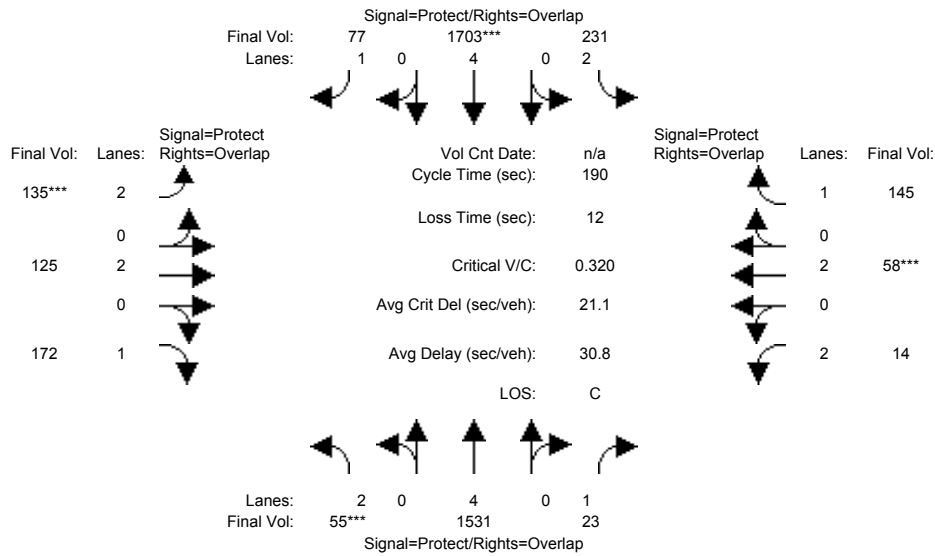 Signal=Protect/Rights=Overlap
Final Vol: 77 1703*** 231
Lanes: 1 0 4 0 2
Signal=Protect Signal=Protect
Final Vol: Lanes: Rights=Overlap Vol Cnt Date: n/a Rights=Overlap Lanes: Final Vol:
Cycle Time (sec): 190
135*** 2 1 145
Loss Time (sec): 12
0 0
125 2 Critical V/C: 0.320 2 58***
0 Avg Crit Del (sec/veh): 21.1 0
172 1 Avg Delay (sec/veh): 30.8 2 14
LOS: C
Lanes: 2 0 4 0 1
Final Vol: 55*** 1531 23
Signal=Protect/Rights=Overlap